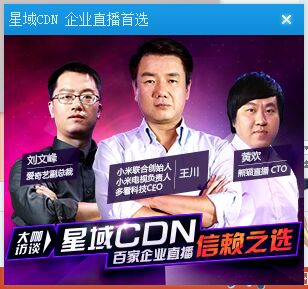 星域CDN 企业直播首选
刘文峰
爱奇艺副总裁
小米联合创始人
小米电视负责人
多看科技CEO
王川
黄欢
熊猫直播 CTO
大咖
访谈
星域CDN
百家企业直播
信赖之选